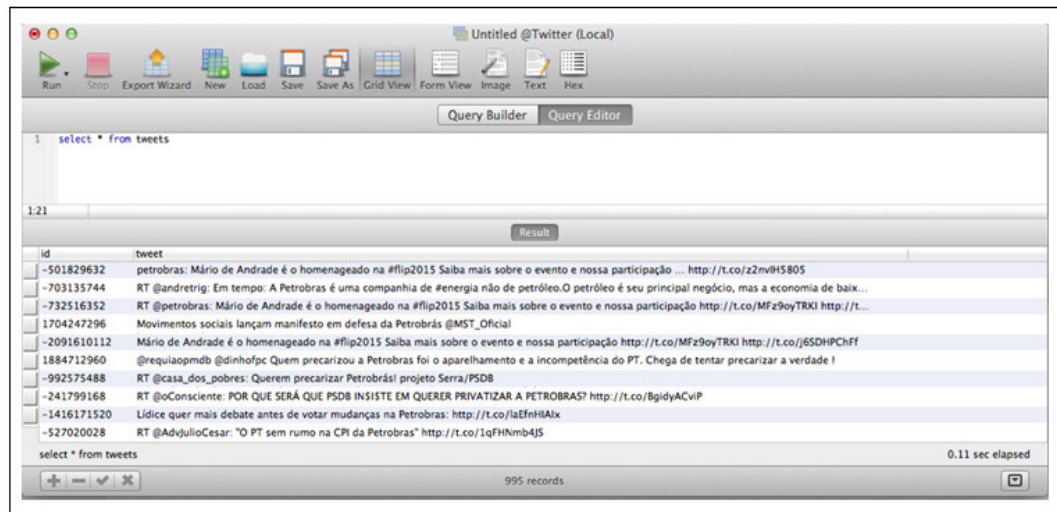 Untitled @Twitter (Local)
Run Stop Export Wizard New Load Save Save As Grid View Form View Image Text Hex
Query Builder Query Editor
1 select * from tweets
1:21
Result
id tweet
-501829632 petrobras: Mário de Andrade é o homenageado na #flip2015 Saiba mais sobre o evento e nossa participação ... http://t.co/z2nvlH5805
-703135744 RT @andretrig: Em tempo: A Petrobras é uma companhia de #energia não de petróleo.O petróleo é seu principal negócio, mas a economia de baix...
-732516352 RT @petrobras: Mário de Andrade é o homenageado na #flip2015 Saiba mais sobre o evento e nossa participação http://t.co/MFz9oyTRKI http://t...
1704247296 Movimentos sociais lançam manifesto em defesa da Petrobrás @MST_Oficial
-2091610112 Mário de Andrade é o homenageado na #flip2015 Saiba mais sobre o evento e nossa participação http://t.co/MFz9oyTRKI http://t.co/j6SDHPChFf
1884712960 @requiaopmdb @dinhofpc Quem precarizou a Petrobras foi o aparelhamento e a incompetência do PT. Chega de tentar precarizar a verdade !
-992575488 RT @casa_dos_pobres: Querem precarizar Petrobrás! projeto Serra/PSDB
-241799168 RT @oConsciente: POR QUE SERÁ QUE PSDB IN$I$TE EM QUERER PRIVATIZAR A PETROBRAS? http://t.co/BgidyACviP
-1416171520 Lídice quer mais debate antes de votar mudanças na Petrobras: http://t.co/laEfnHIAlx
-527020028 RT @AdvJulioCesar: "O PT sem rumo na CPI da Petrobras" http://t.co/1qFHNmb4JS
select * from tweets 0.11 sec elapsed
995 records